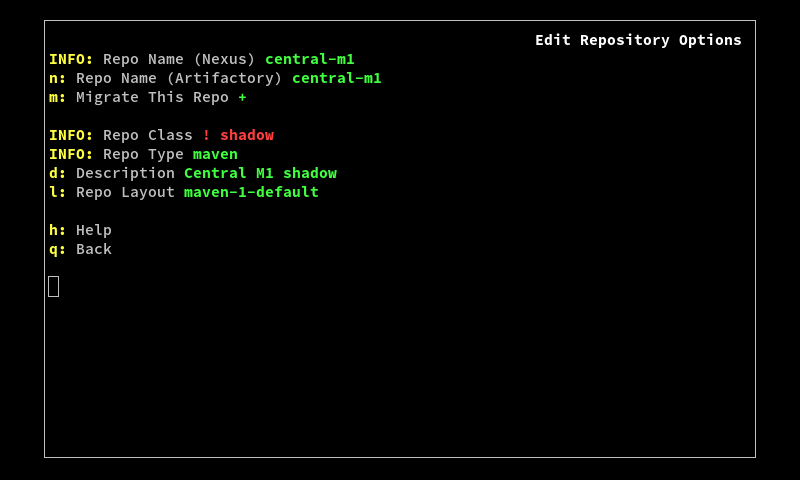 Edit Repository Options
INFO: Repo Name (Nexus) central-m1
n: Repo Name (Artifactory) central-m1
m: Migrate This Repo +
INFO: Repo Class ! shadow
INFO: Repo Type maven
d: Description Central M1 shadow
l: Repo Layout maven-1-default
h: Help
q: Back